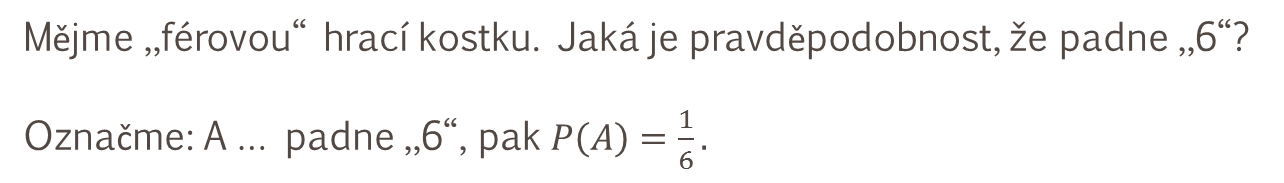 Mějme „férovou“ hrací kostku. Jaká je pravděpodobnost, že padne „6“?
Označme: A … padne „6“, pak P(A) = 1/6.